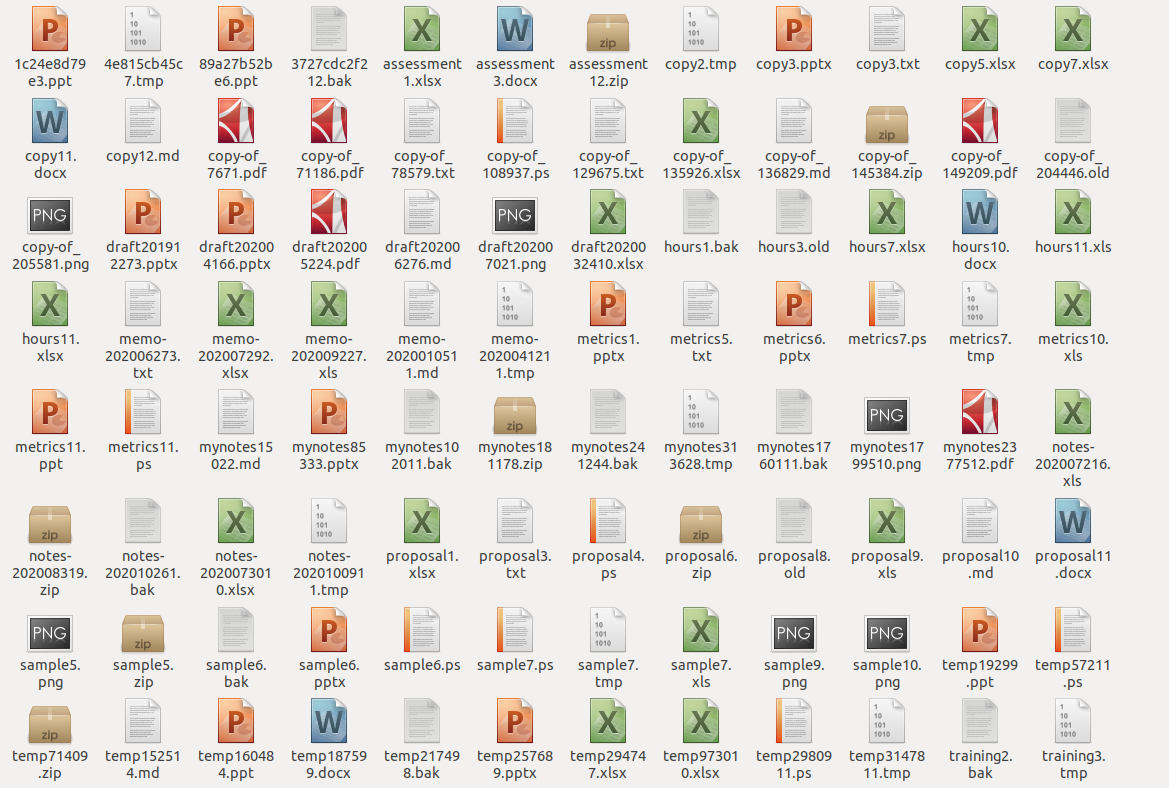 1c24e8d79e3.ppt
4e815cb45c7.tmp
89a27b52be6.ppt
3727cdc2f212.bak
assessment1.xlsx
assessment3.docx
assessment12.zip
copy2.tmp
copy3.pptx
copy3.txt
copy5.xlsx
copy7.xlsx
copy11.docx
copy12.md
copy-of_7671.pdf
copy-of_71186.pdf
copy-of_78579.txt
copy-of_108937.ps
copy-of_129675.txt
copy-of_135926.xlsx
copy-of_136829.md
copy-of_145384.zip
copy-of_149209.pdf
copy-of_204446.old
copy-of_205581.png
draft201912273.pptx
draft202004166.pptx
draft202005224.pdf
draft202006276.md
draft202007021.png
draft2020032410.xlsx
hours1.bak
hours3.old
hours7.xlsx
hours10.docx
hours11.xls
hours11.xlsx
memo-202006273.txt
memo-202007292.xlsx
memo-202009227.xls
memo-2020010511.md
memo-2020041211.tmp
metrics1.pptx
metrics5.txt
metrics6.pptx
metrics7.ps
metrics7.tmp
metrics10.xls
metrics11.ppt
metrics11.ps
mynotes15022.md
mynotes85333.pptx
mynotes102011.bak
mynotes181178.zip
mynotes241244.bak
mynotes313628.tmp
mynotes1760111.bak
mynotes1799510.png
mynotes2377512.pdf
notes-202007216.xls
notes-202008319.zip
notes-202010261.bak
notes-2020073010.xlsx
notes-2020100911.tmp
proposal1.xlsx
proposal3.txt
proposal4.ps
proposal6.zip
proposal8.old
proposal9.xls
proposal10.md
proposal11.docx
sample5.png
sample5.zip
sample6.bak
sample6.pptx
sample6.ps
sample7.ps
sample7.tmp
sample7.xls
sample9.png
sample10.png
temp19299.ppt
temp57211.ps
temp71409.zip
temp152514.md
temp160484.ppt
temp187599.docx
temp217498.bak
temp257689.pptx
temp294747.xlsx
temp973010.xlsx
temp2980911.ps
temp3147811.tmp
training2.bak
training3.tmp